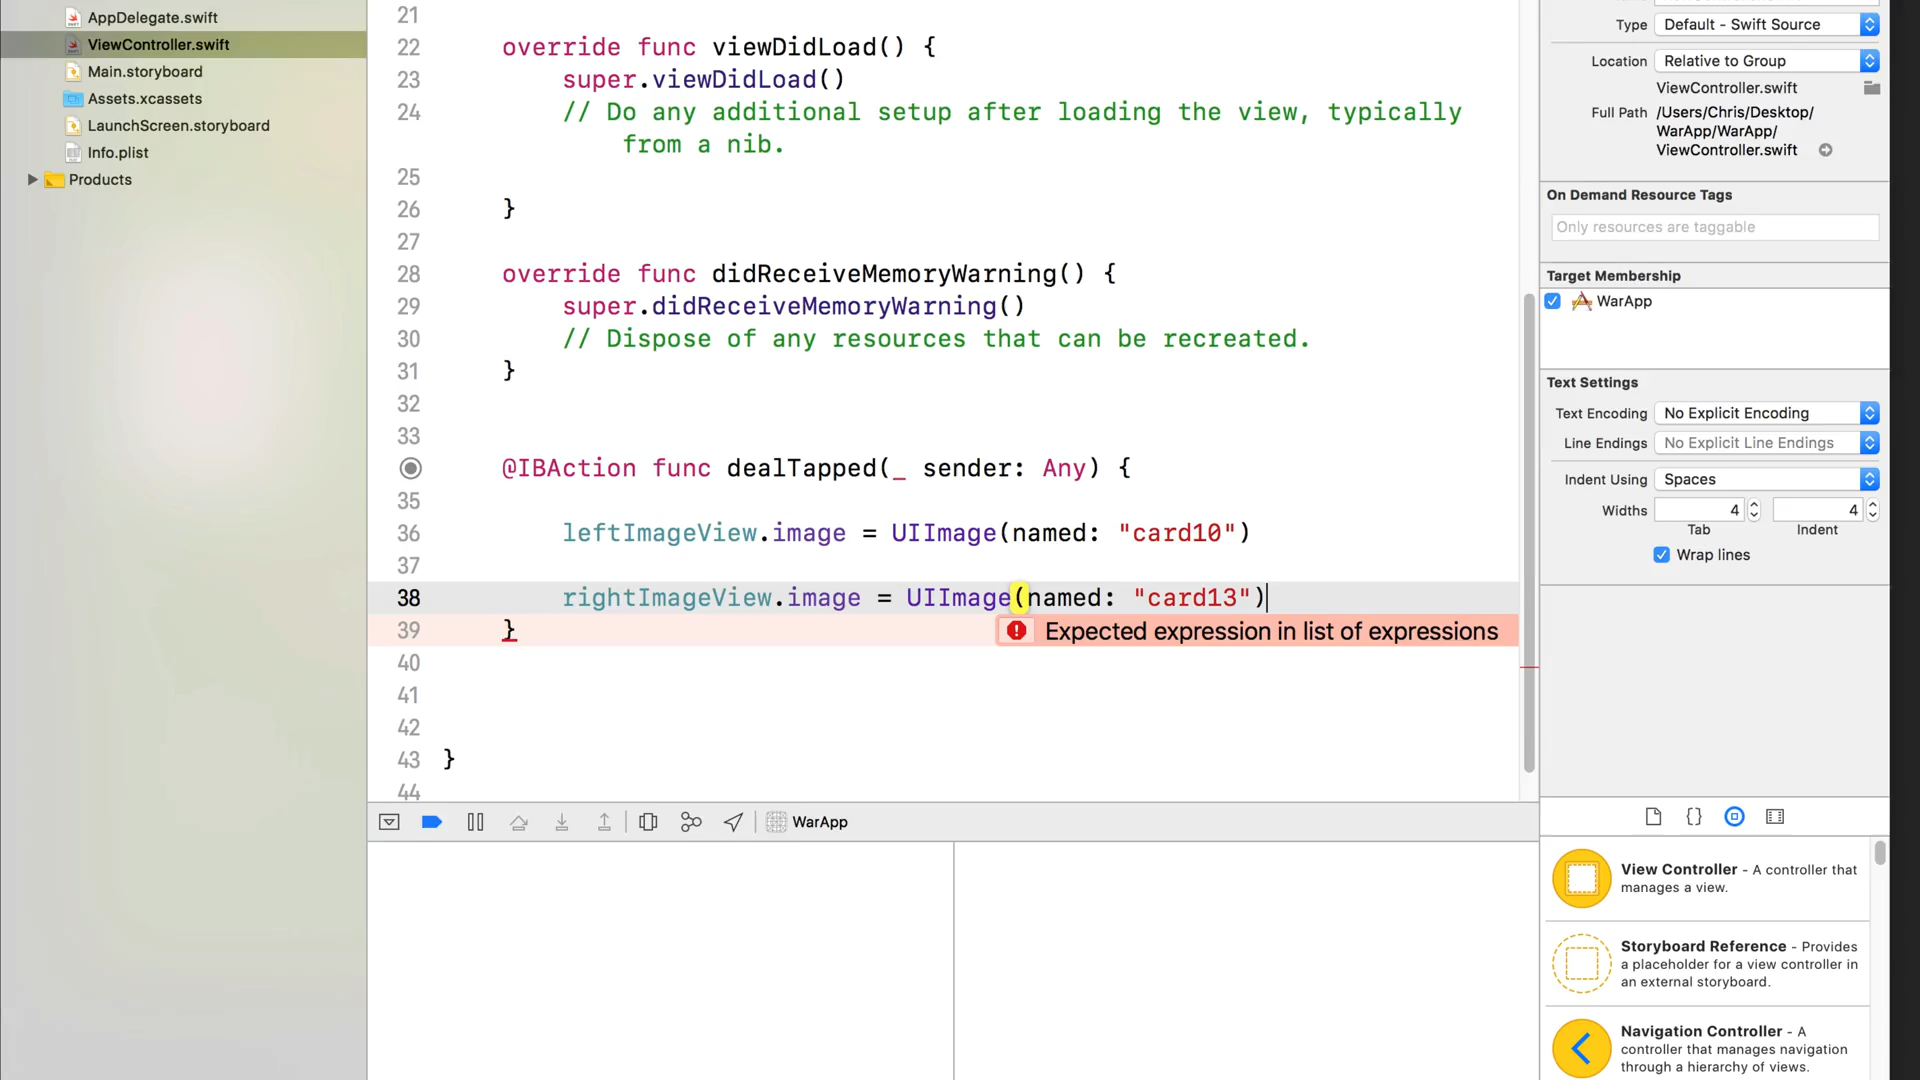 AppDelegate.swift
ViewController.swift
Main.storyboard
Assets.xcassets
LaunchScreen.storyboard
Info.plist
Products
21
22 override func viewDidLoad() {
23 super.viewDidLoad()
24 // Do any additional setup after loading the view, typically
from a nib.
25
26 }
27
28 override func didReceiveMemoryWarning() {
29 super.didReceiveMemoryWarning()
30 // Dispose of any resources that can be recreated.
31 }
32
33
@IBAction func dealTapped(_ sender: Any) {
35
36 leftImageView.image = UIImage(named: "card10")
37
38 rightImageView.image = UIImage(named: "card13")
39 } Expected expression in list of expressions
40
41
42
43 }
44
WarApp
Type Default - Swift Source
Location Relative to Group
ViewController.swift
Full Path /Users/Chris/Desktop/
WarApp/WarApp/
ViewController.swift
On Demand Resource Tags
Only resources are taggable
Target Membership
WarApp
Text Settings
Text Encoding No Explicit Encoding
Line Endings No Explicit Line Endings
Indent Using Spaces
Widths 4 4
Tab Indent
Wrap lines
View Controller - A controller that
manages a view.
Storyboard Reference - Provides
a placeholder for a view controller in
an external storyboard.
Navigation Controller - A
controller that manages navigation
through a hierarchy of views.